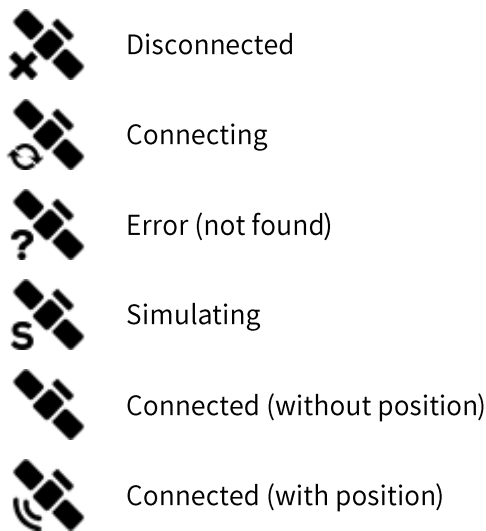 Disconnected
Connecting
? Error (not found)
S Simulating
Connected (without position)
Connected (with position)